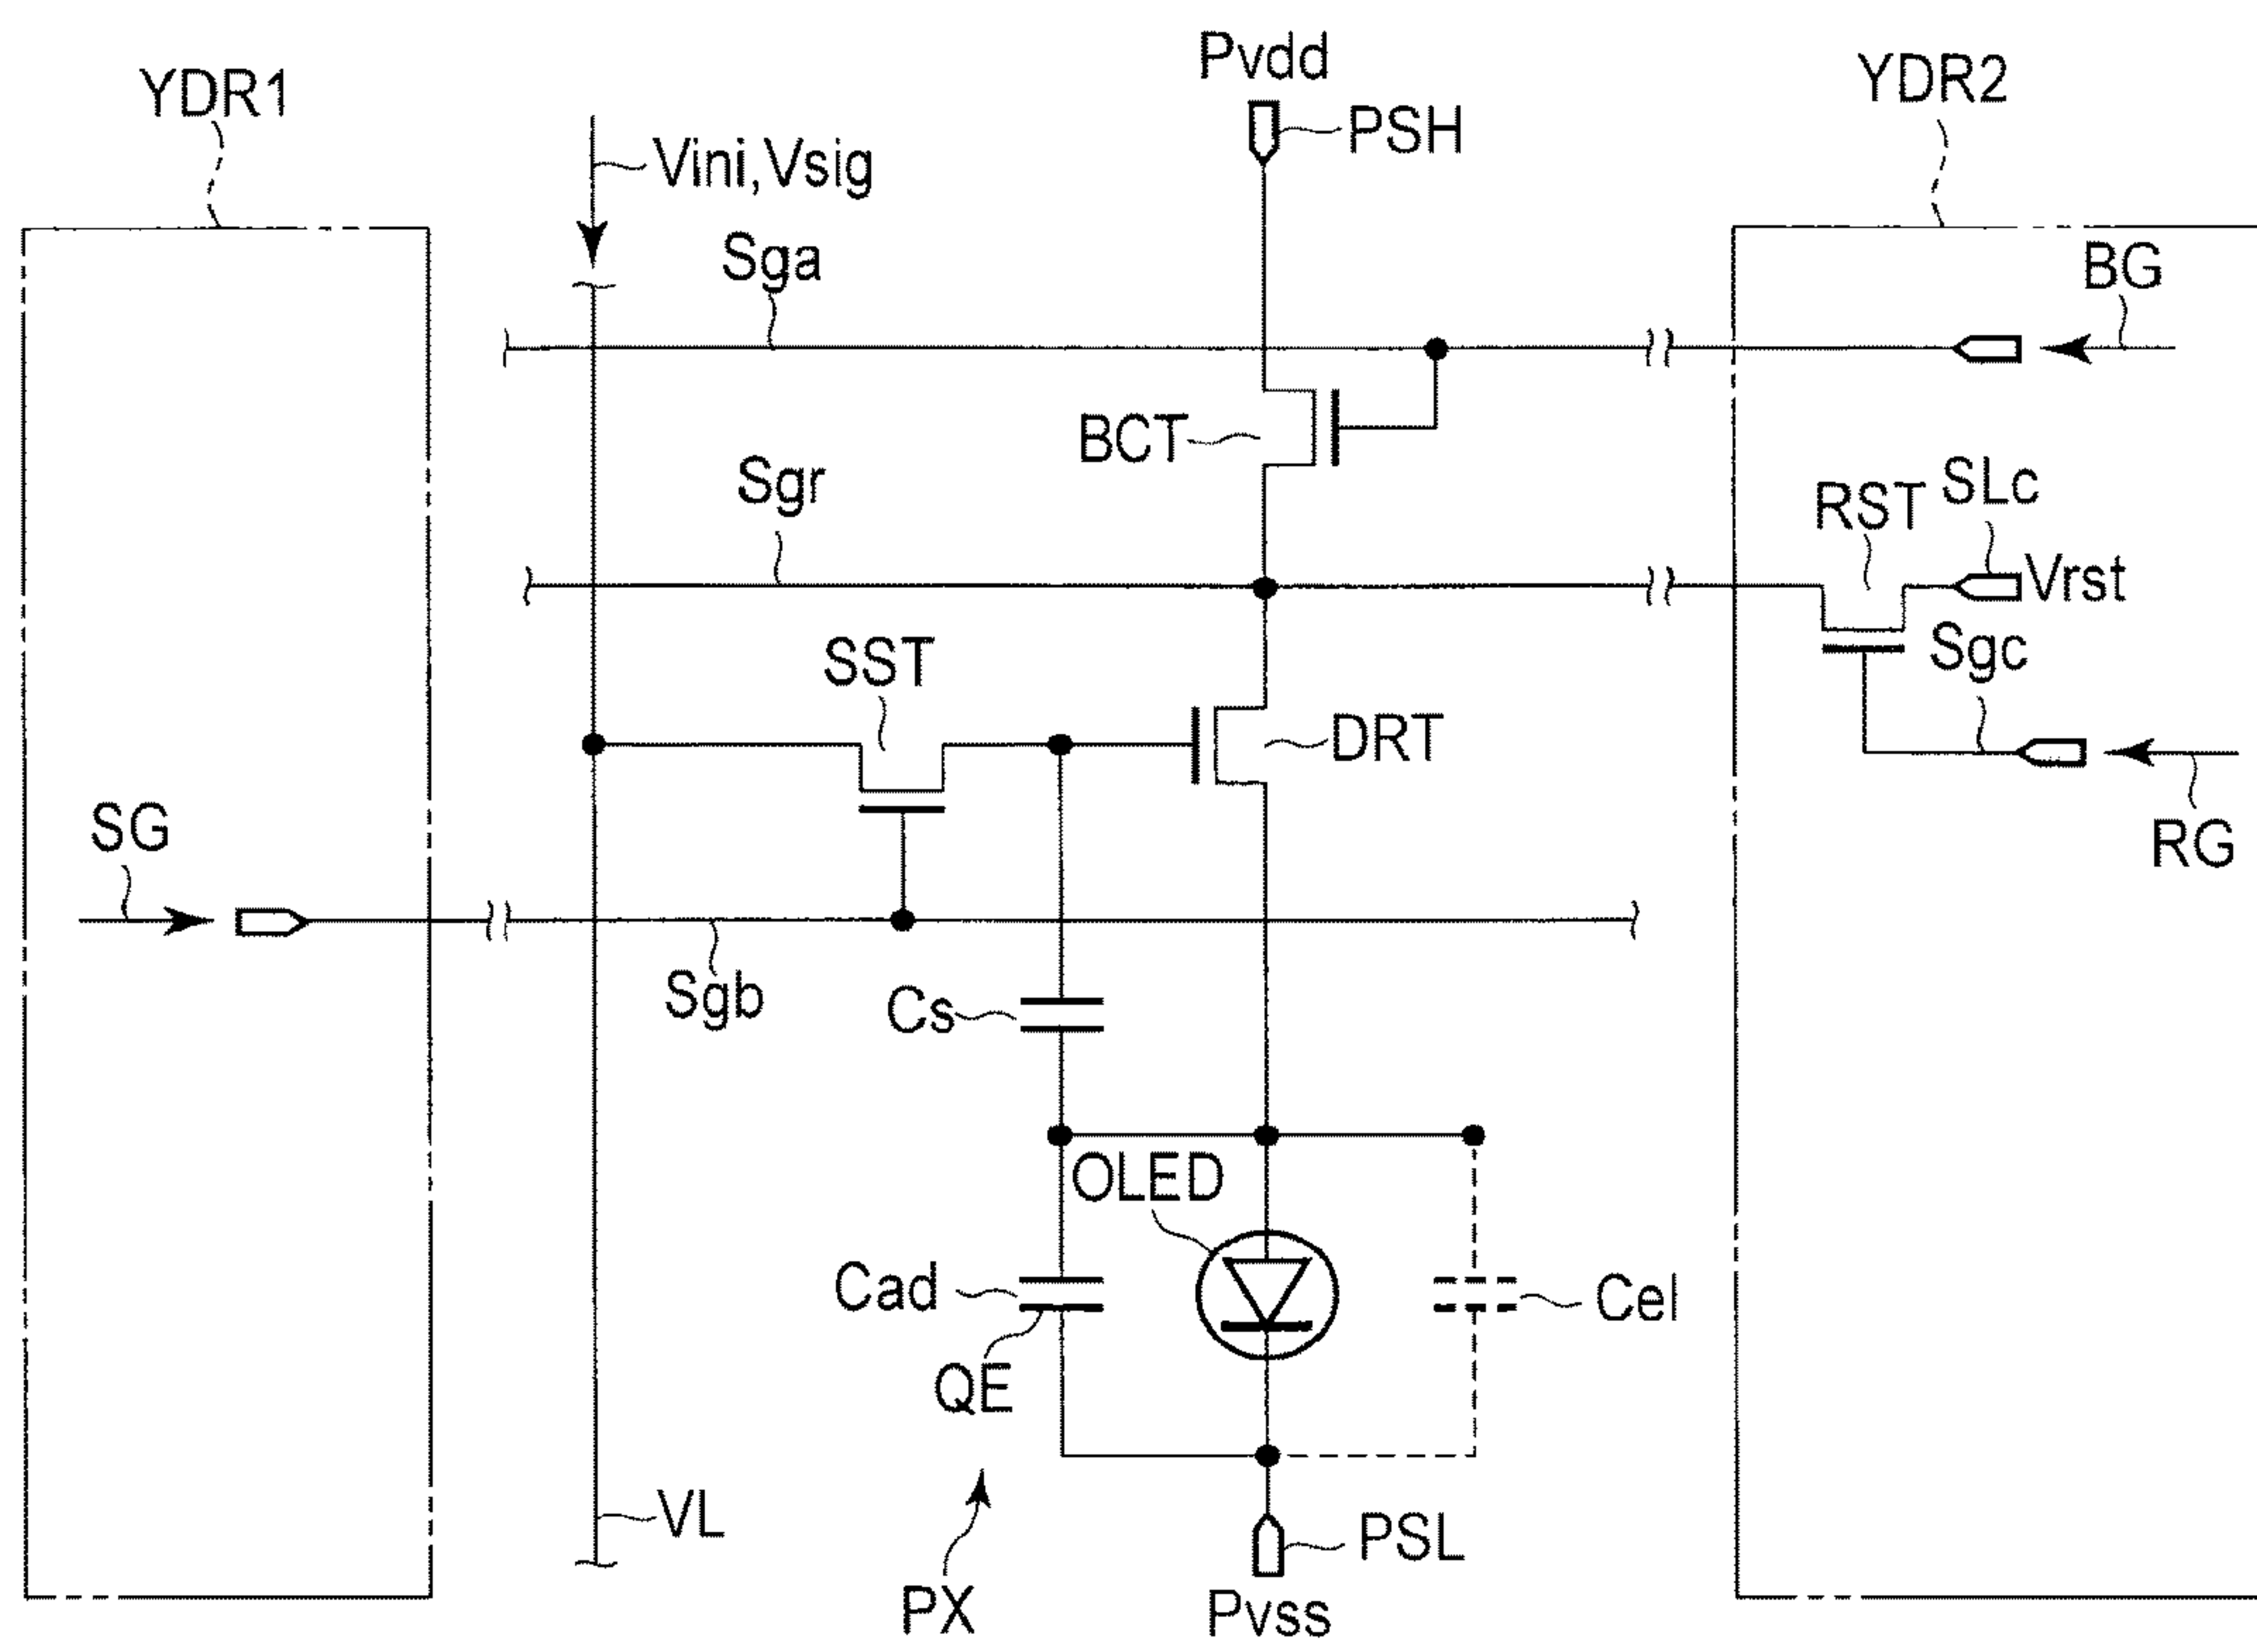 Pvdd
YDR1
YDR2
PSH
Vini,Vsig
Sga
BG
BCT
Sgr
RST
SLc
Vrst
SST
Sgc
DRT
SG
RG
Sgb
Cs
OLED
Cad
Cel
QE
VL
PSL
PX
Pvss